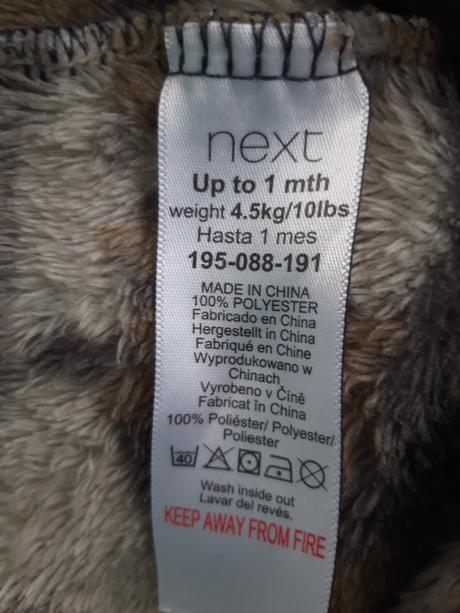 next
Up to 1 mth
weight 4.5kg/10lbs
Hasta 1 mes
195-088-191
MADE IN CHINA
100% POLYESTER
Fabricado en China
Hergestellt in China
Fabriqué en Chine
Wyprodukowano w
Chinach
Vyrobeno v Čině
Fabricat în China
100% Poliéster/ Polyester/
Poliester
40
Wash inside out
Lavar del revés.
KEEP AWAY FROM FIRE